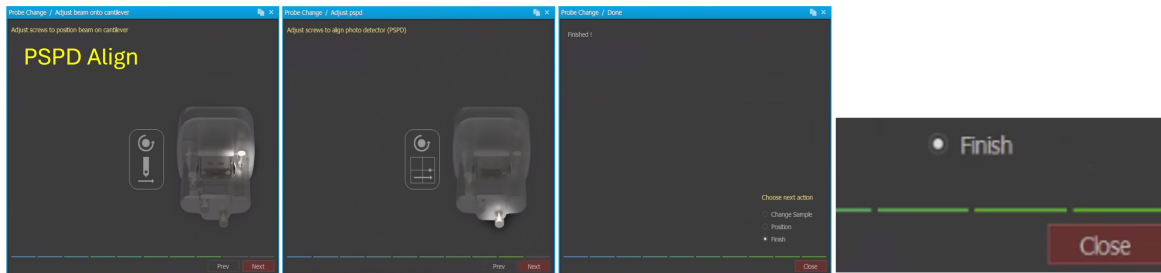 Probe Change / Adjust beam onto cantilever
Adjust screws to position beam on cantilever
PSPD Align
Prev
Next
Probe Change / Adjust pspd
Adjust screws to align photo detector (PSPD)
Prev
Next
Probe Change / Done
Finished !
Choose next action
Change Sample
Position
Finish
Close
Finish
Close